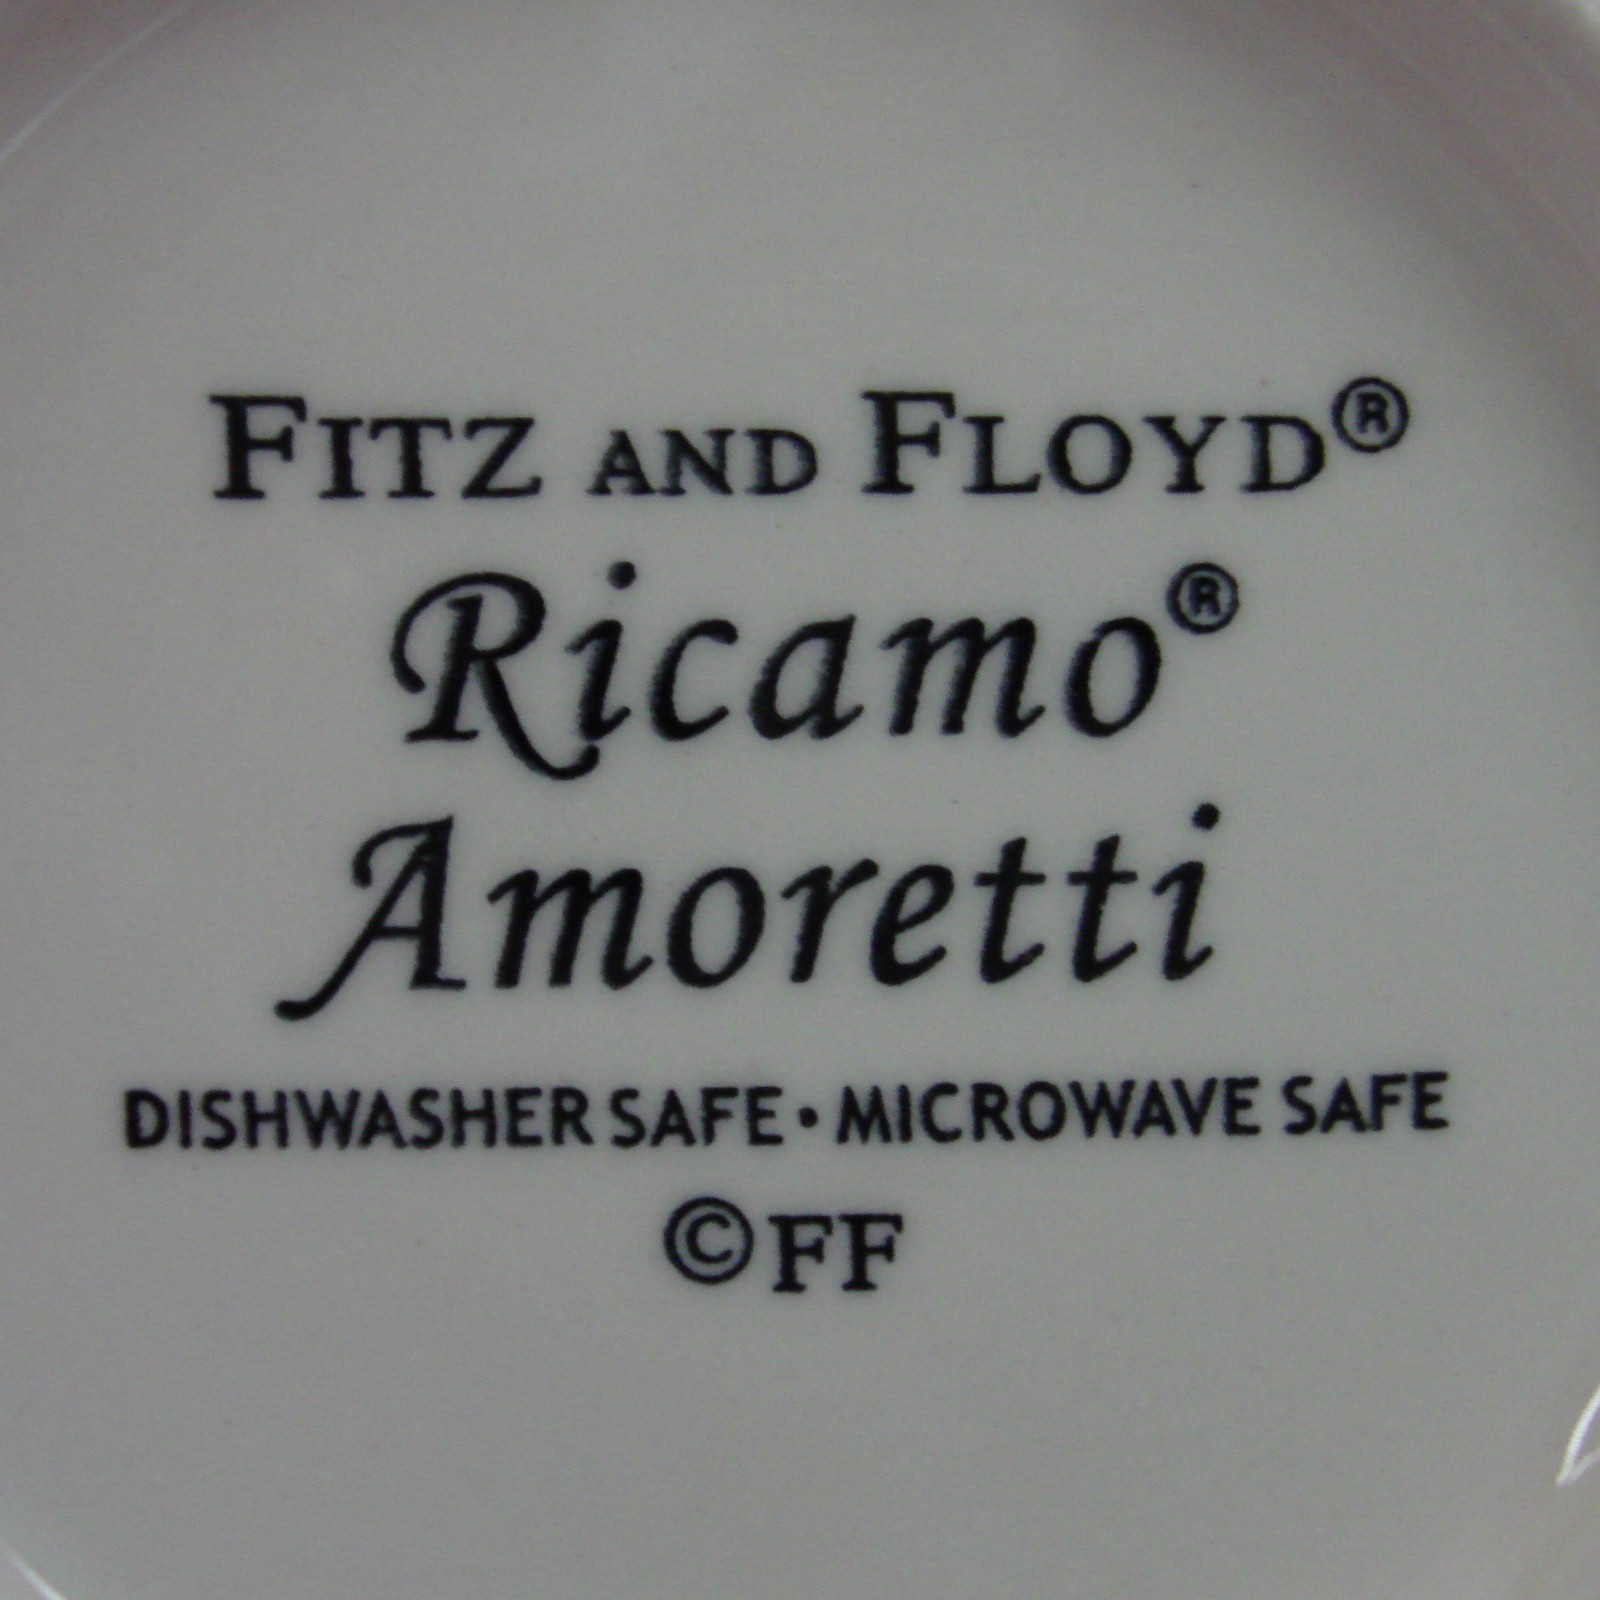 FITZ AND FLOYD®
Ricamo®
Amoretti
DISHWASHER SAFE • MICROWAVE SAFE
©FF